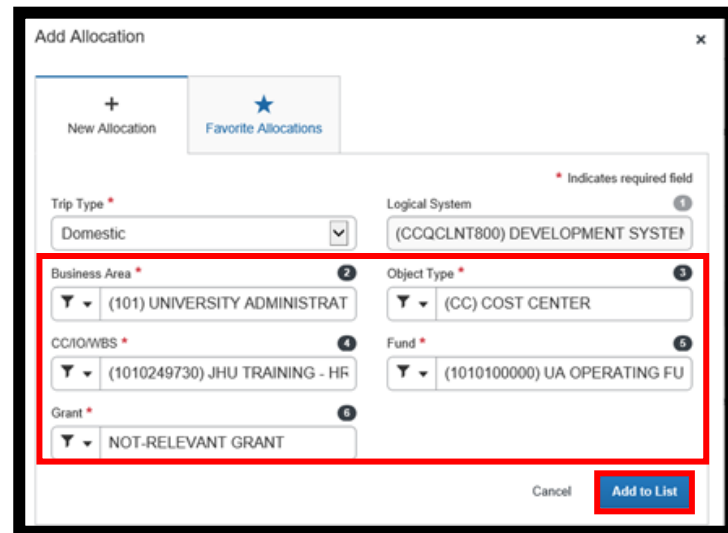 Add Allocation
×
+
New Allocation
★
Favorite Allocations
* Indicates required field
Trip Type *
Domestic
Logical System
1
(CCQCLNT800) DEVELOPMENT SYSTEM
Business Area *
2
(101) UNIVERSITY ADMINISTRAT
Object Type *
3
(CC) COST CENTER
CC/IO/WBS *
4
(1010249730) JHU TRAINING - HR
Fund *
5
(1010100000) UA OPERATING FU
Grant *
6
NOT-RELEVANT GRANT
Cancel
Add to List